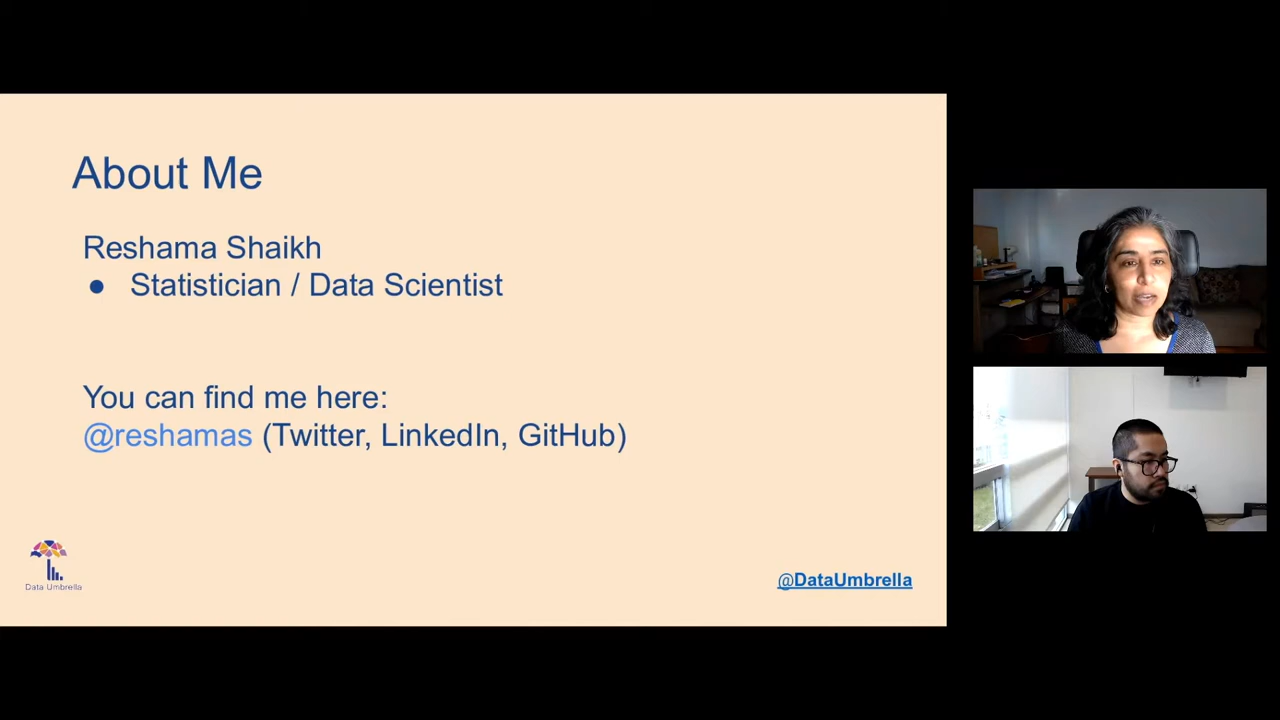 About Me
Reshama Shaikh
● Statistician / Data Scientist
You can find me here:
@reshamas (Twitter, LinkedIn, GitHub)
Data Umbrella
@DataUmbrella